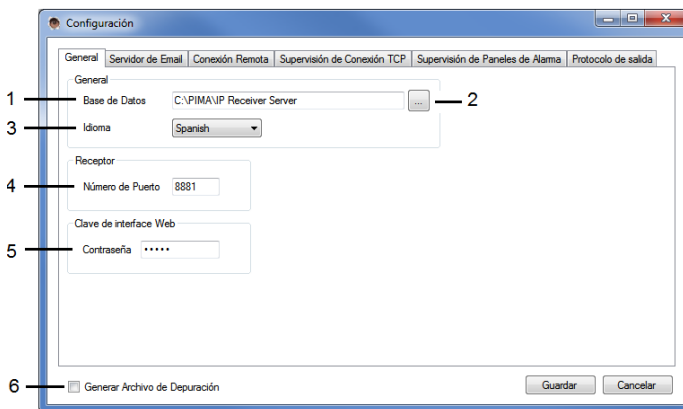 Configuración
General Servidor de Email Conexión Remota Supervisión de Conexión TCP Supervisión de Paneles de Alarma Protocolo de salida
General
1 Base de Datos C:\PIMA\IP Receiver Server ... 2
3 Idioma Spanish
Receptor
4 Número de Puerto 8881
Clave de interface Web
5 Contraseña •••••
6 Generar Archivo de Depuración Guardar Cancelar